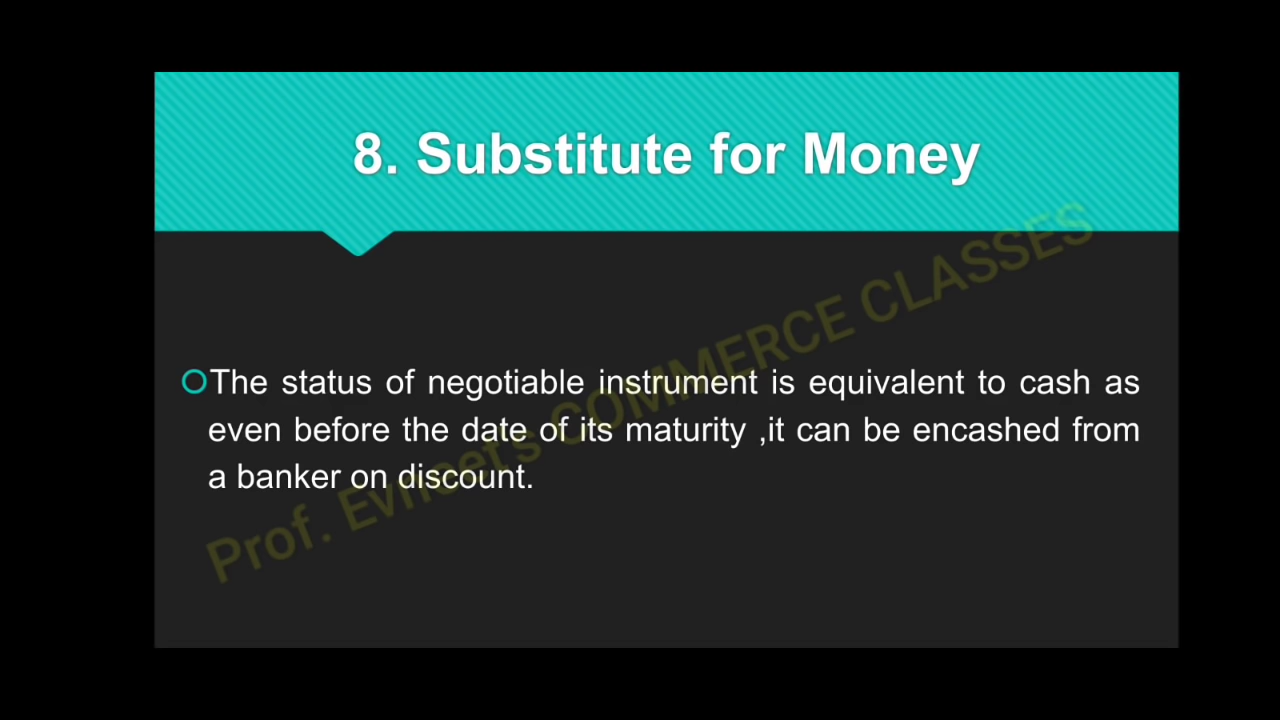 8. Substitute for Money
The status of negotiable instrument is equivalent to cash as
even before the date of its maturity ,it can be encashed from
a banker on discount.
Prof. Evneet's COMMERCE CLASSES